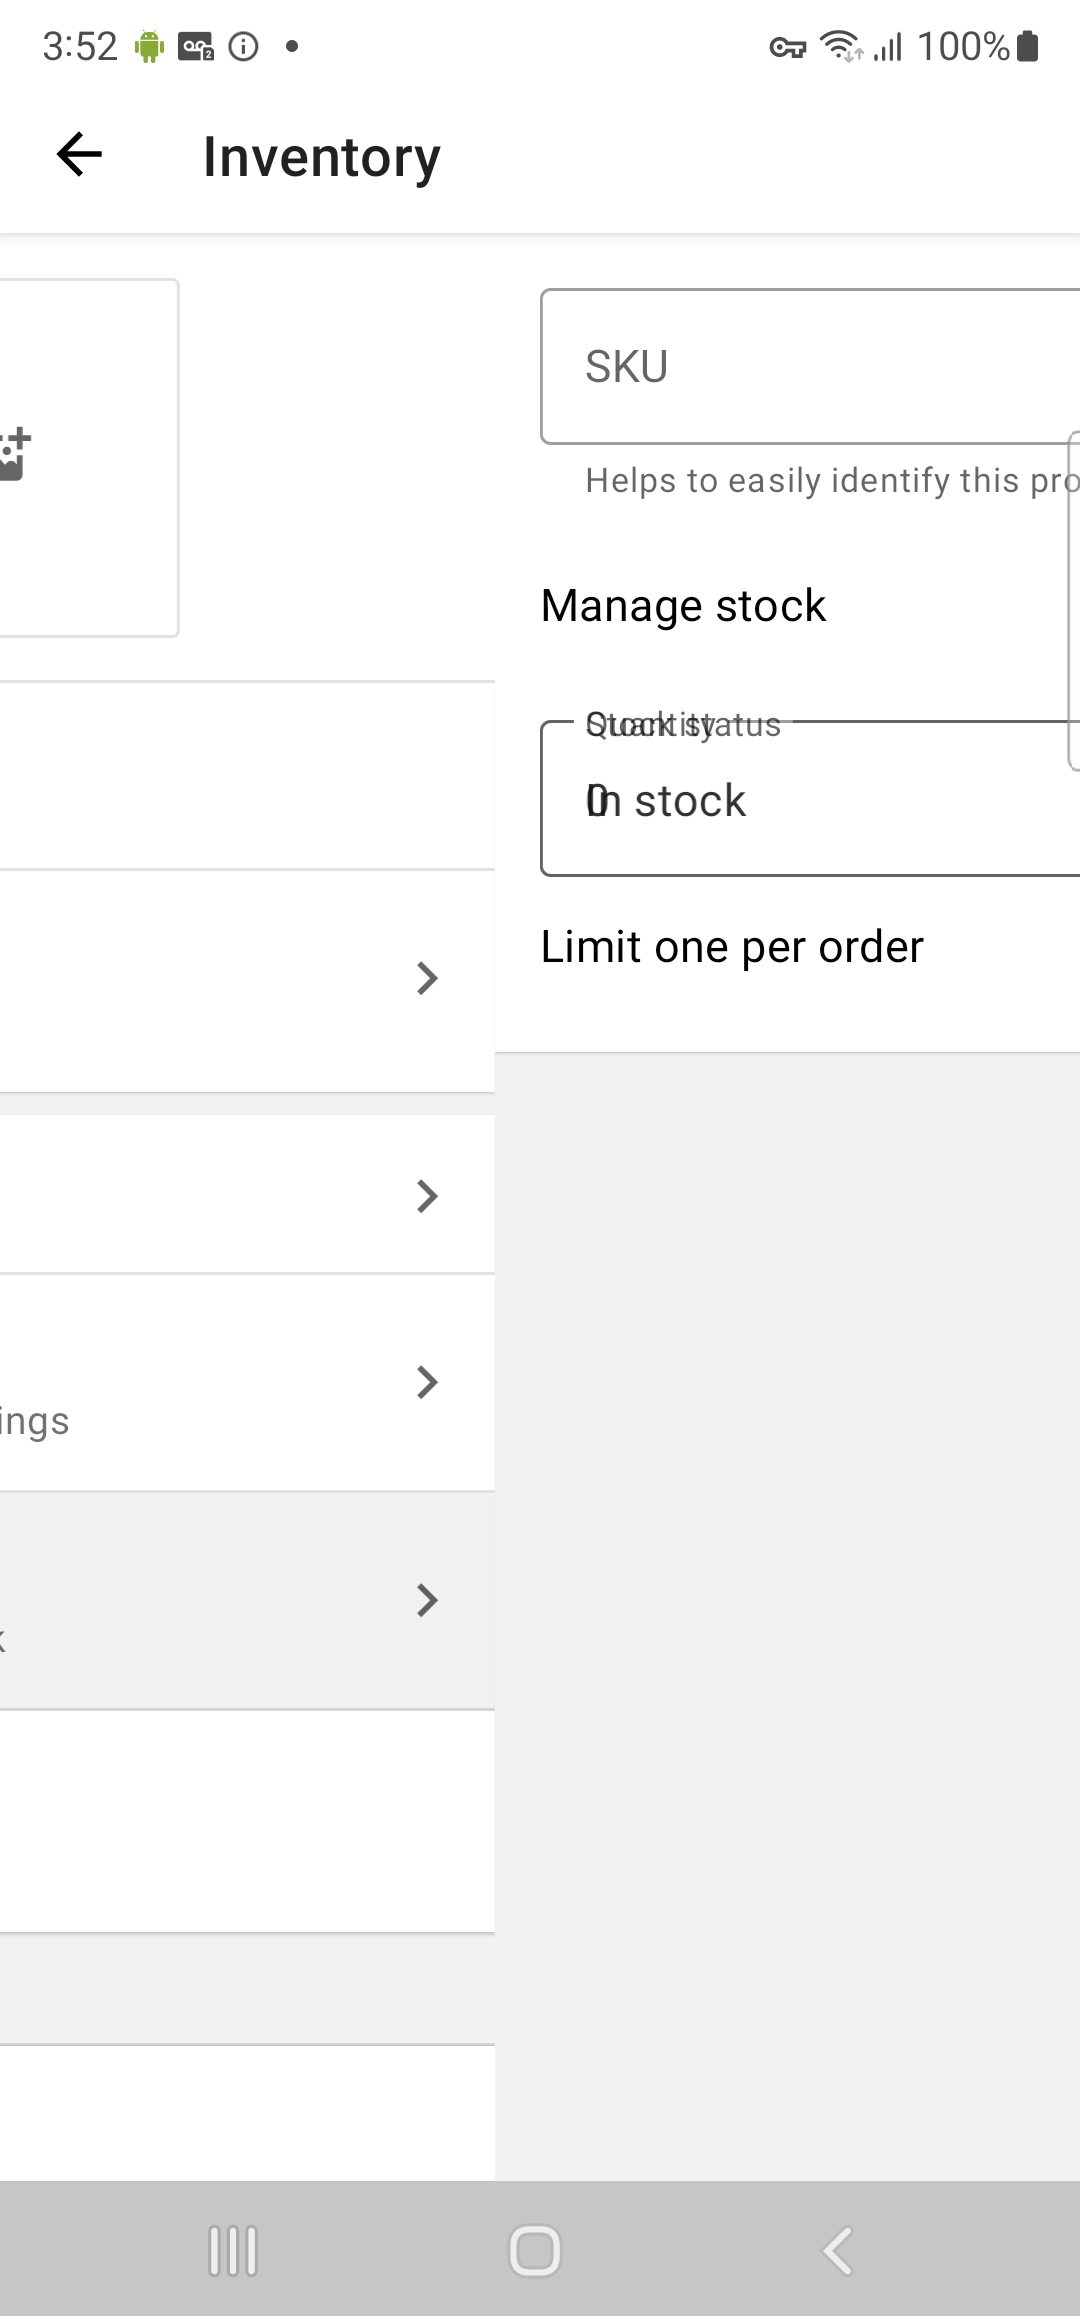 3:52 100%
Inventory
SKU
Helps to easily identify this pro
Manage stock
Stock status
Quantity
In stock
0
Limit one per order
ings
k